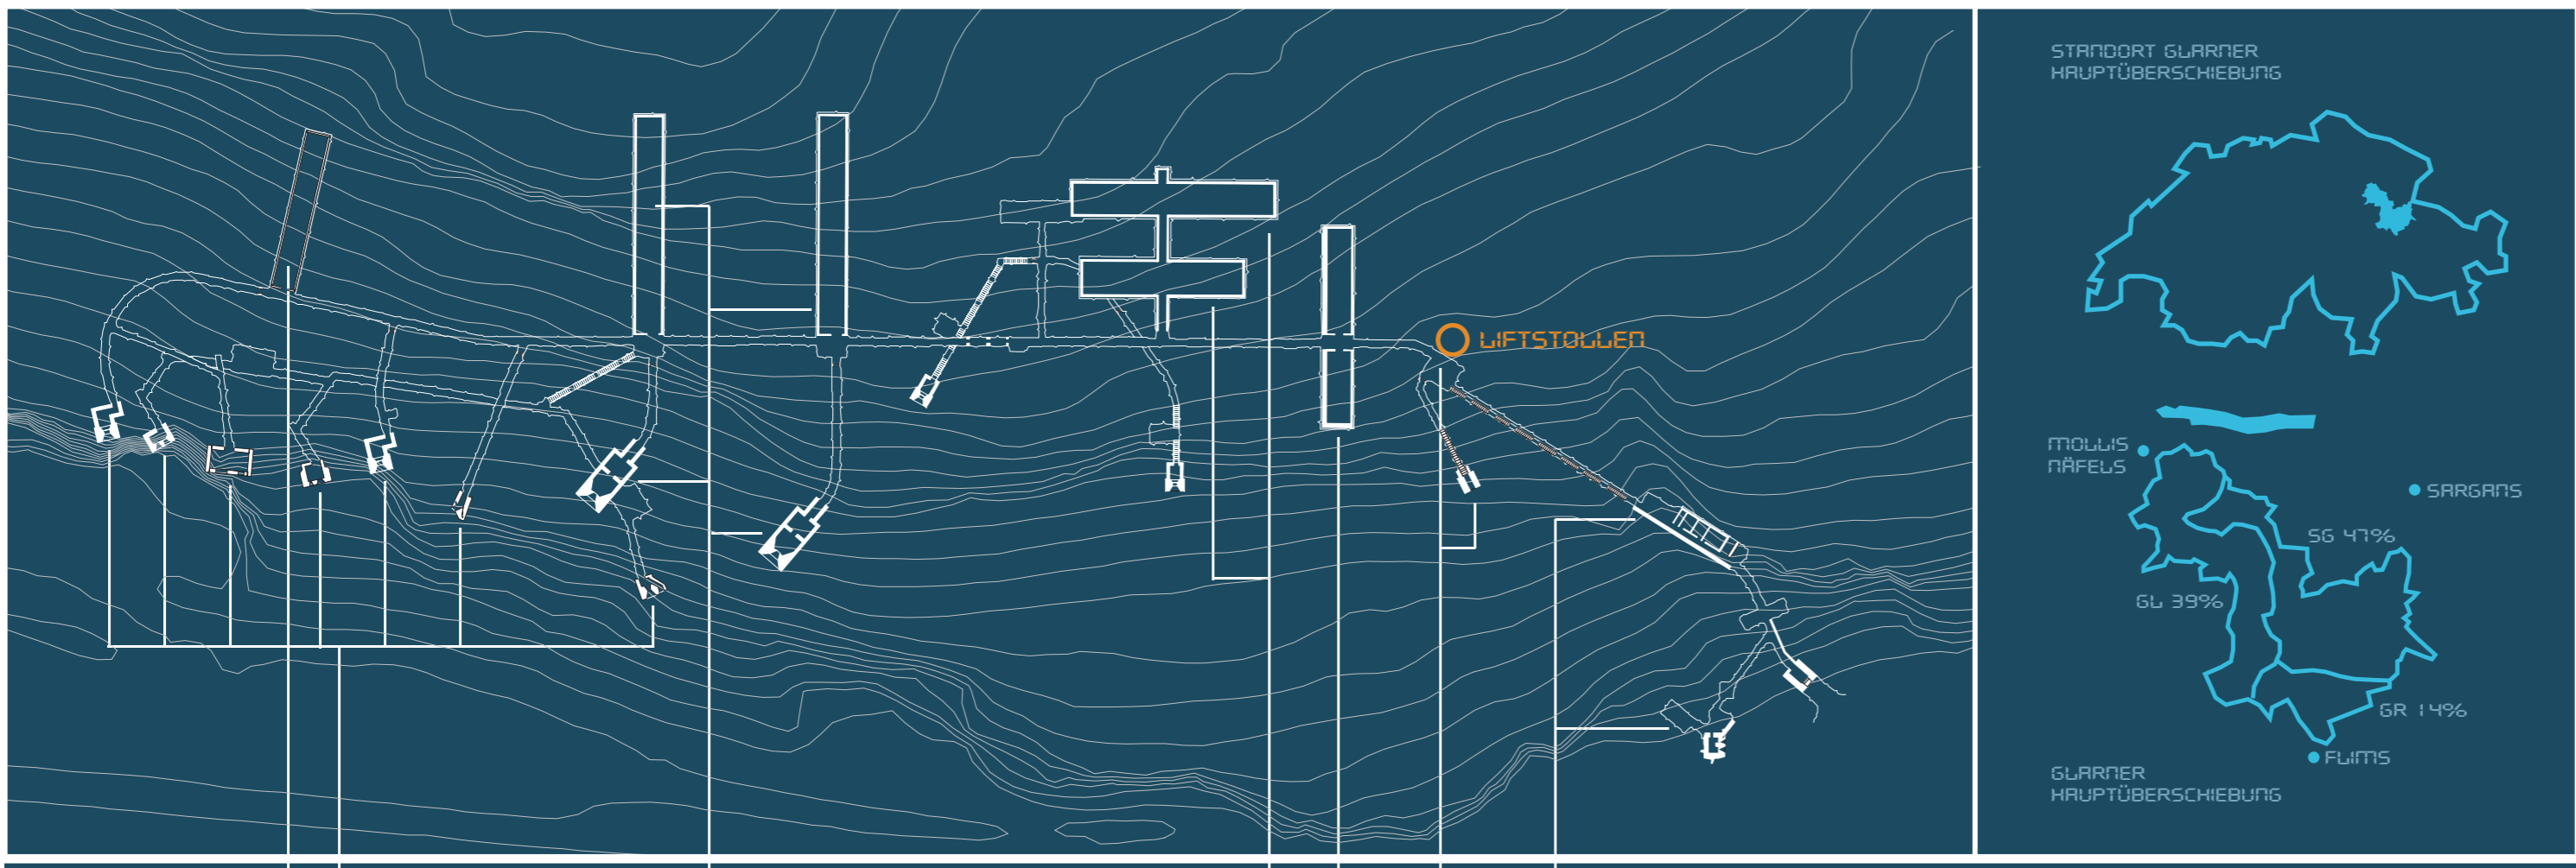 LIFTSTOLLEN
STANDORT GLARNER
HAUPTÜBERSCHIEBUNG
MOLLIS
NÄFELS
SARGANS
SG 47%
GL 39%
GR 14%
FLIMS
GLARNER
HAUPTÜBERSCHIEBUNG